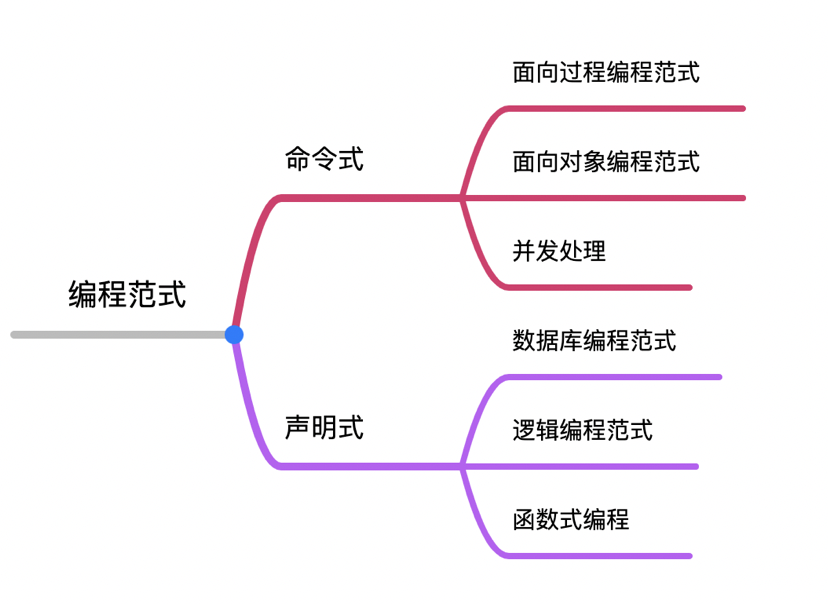 编程范式
命令式
面向过程编程范式
面向对象编程范式
并发处理
声明式
数据库编程范式
逻辑编程范式
函数式编程